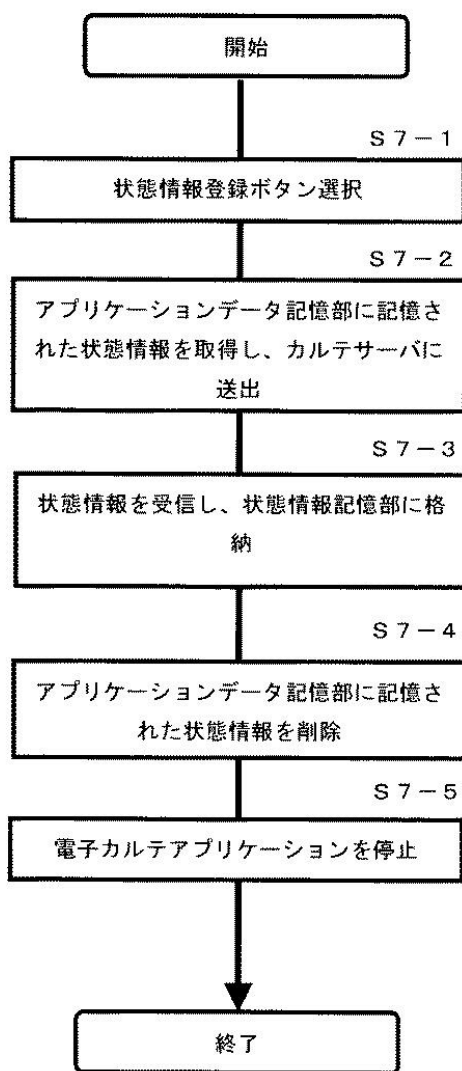 開始
S7-1
状態情報登録ボタン選択
S7-2
アプリケーションデータ記憶部に記憶さ
れた状態情報を取得し、カルテサーバに
送出
S7-3
状態情報を受信し、状態情報記憶部に格
納
S7-4
アプリケーションデータ記憶部に記憶さ
れた状態情報を削除
S7-5
電子カルテアプリケーションを停止
終了